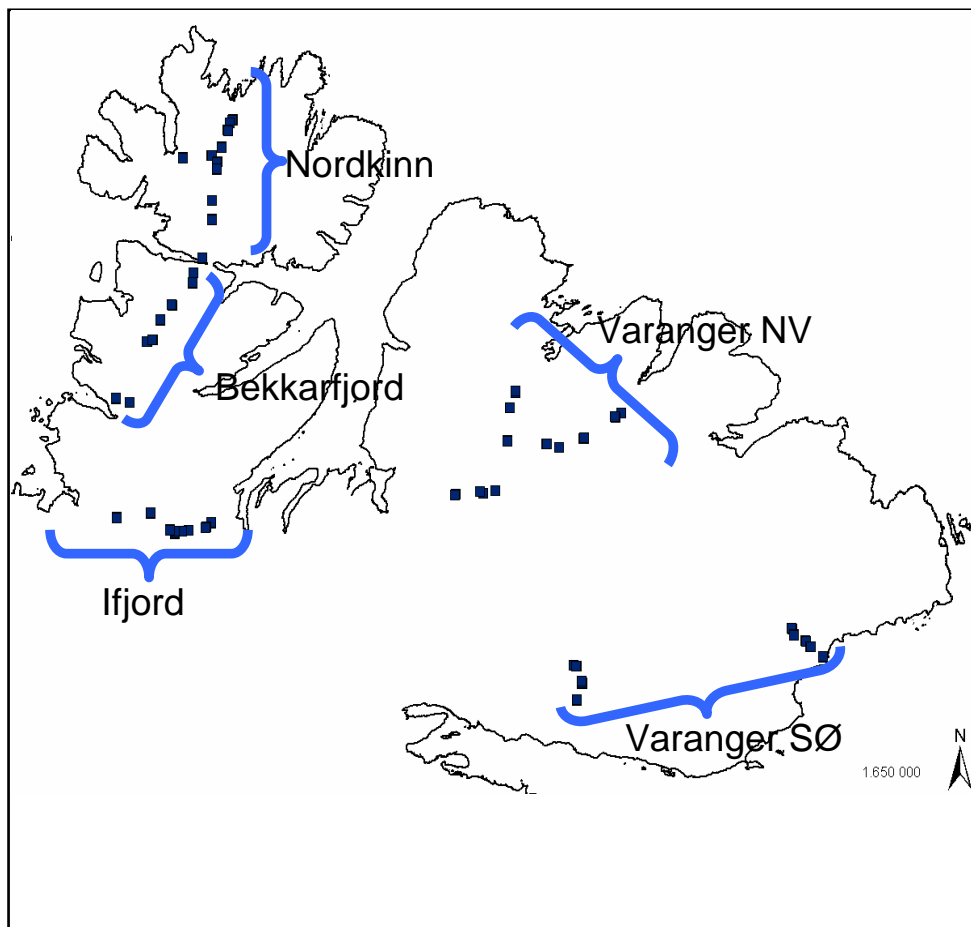 Nordkinn
Varanger NV
Bekkarfjord
Ifjord
Varanger SØ
N
1:650 000